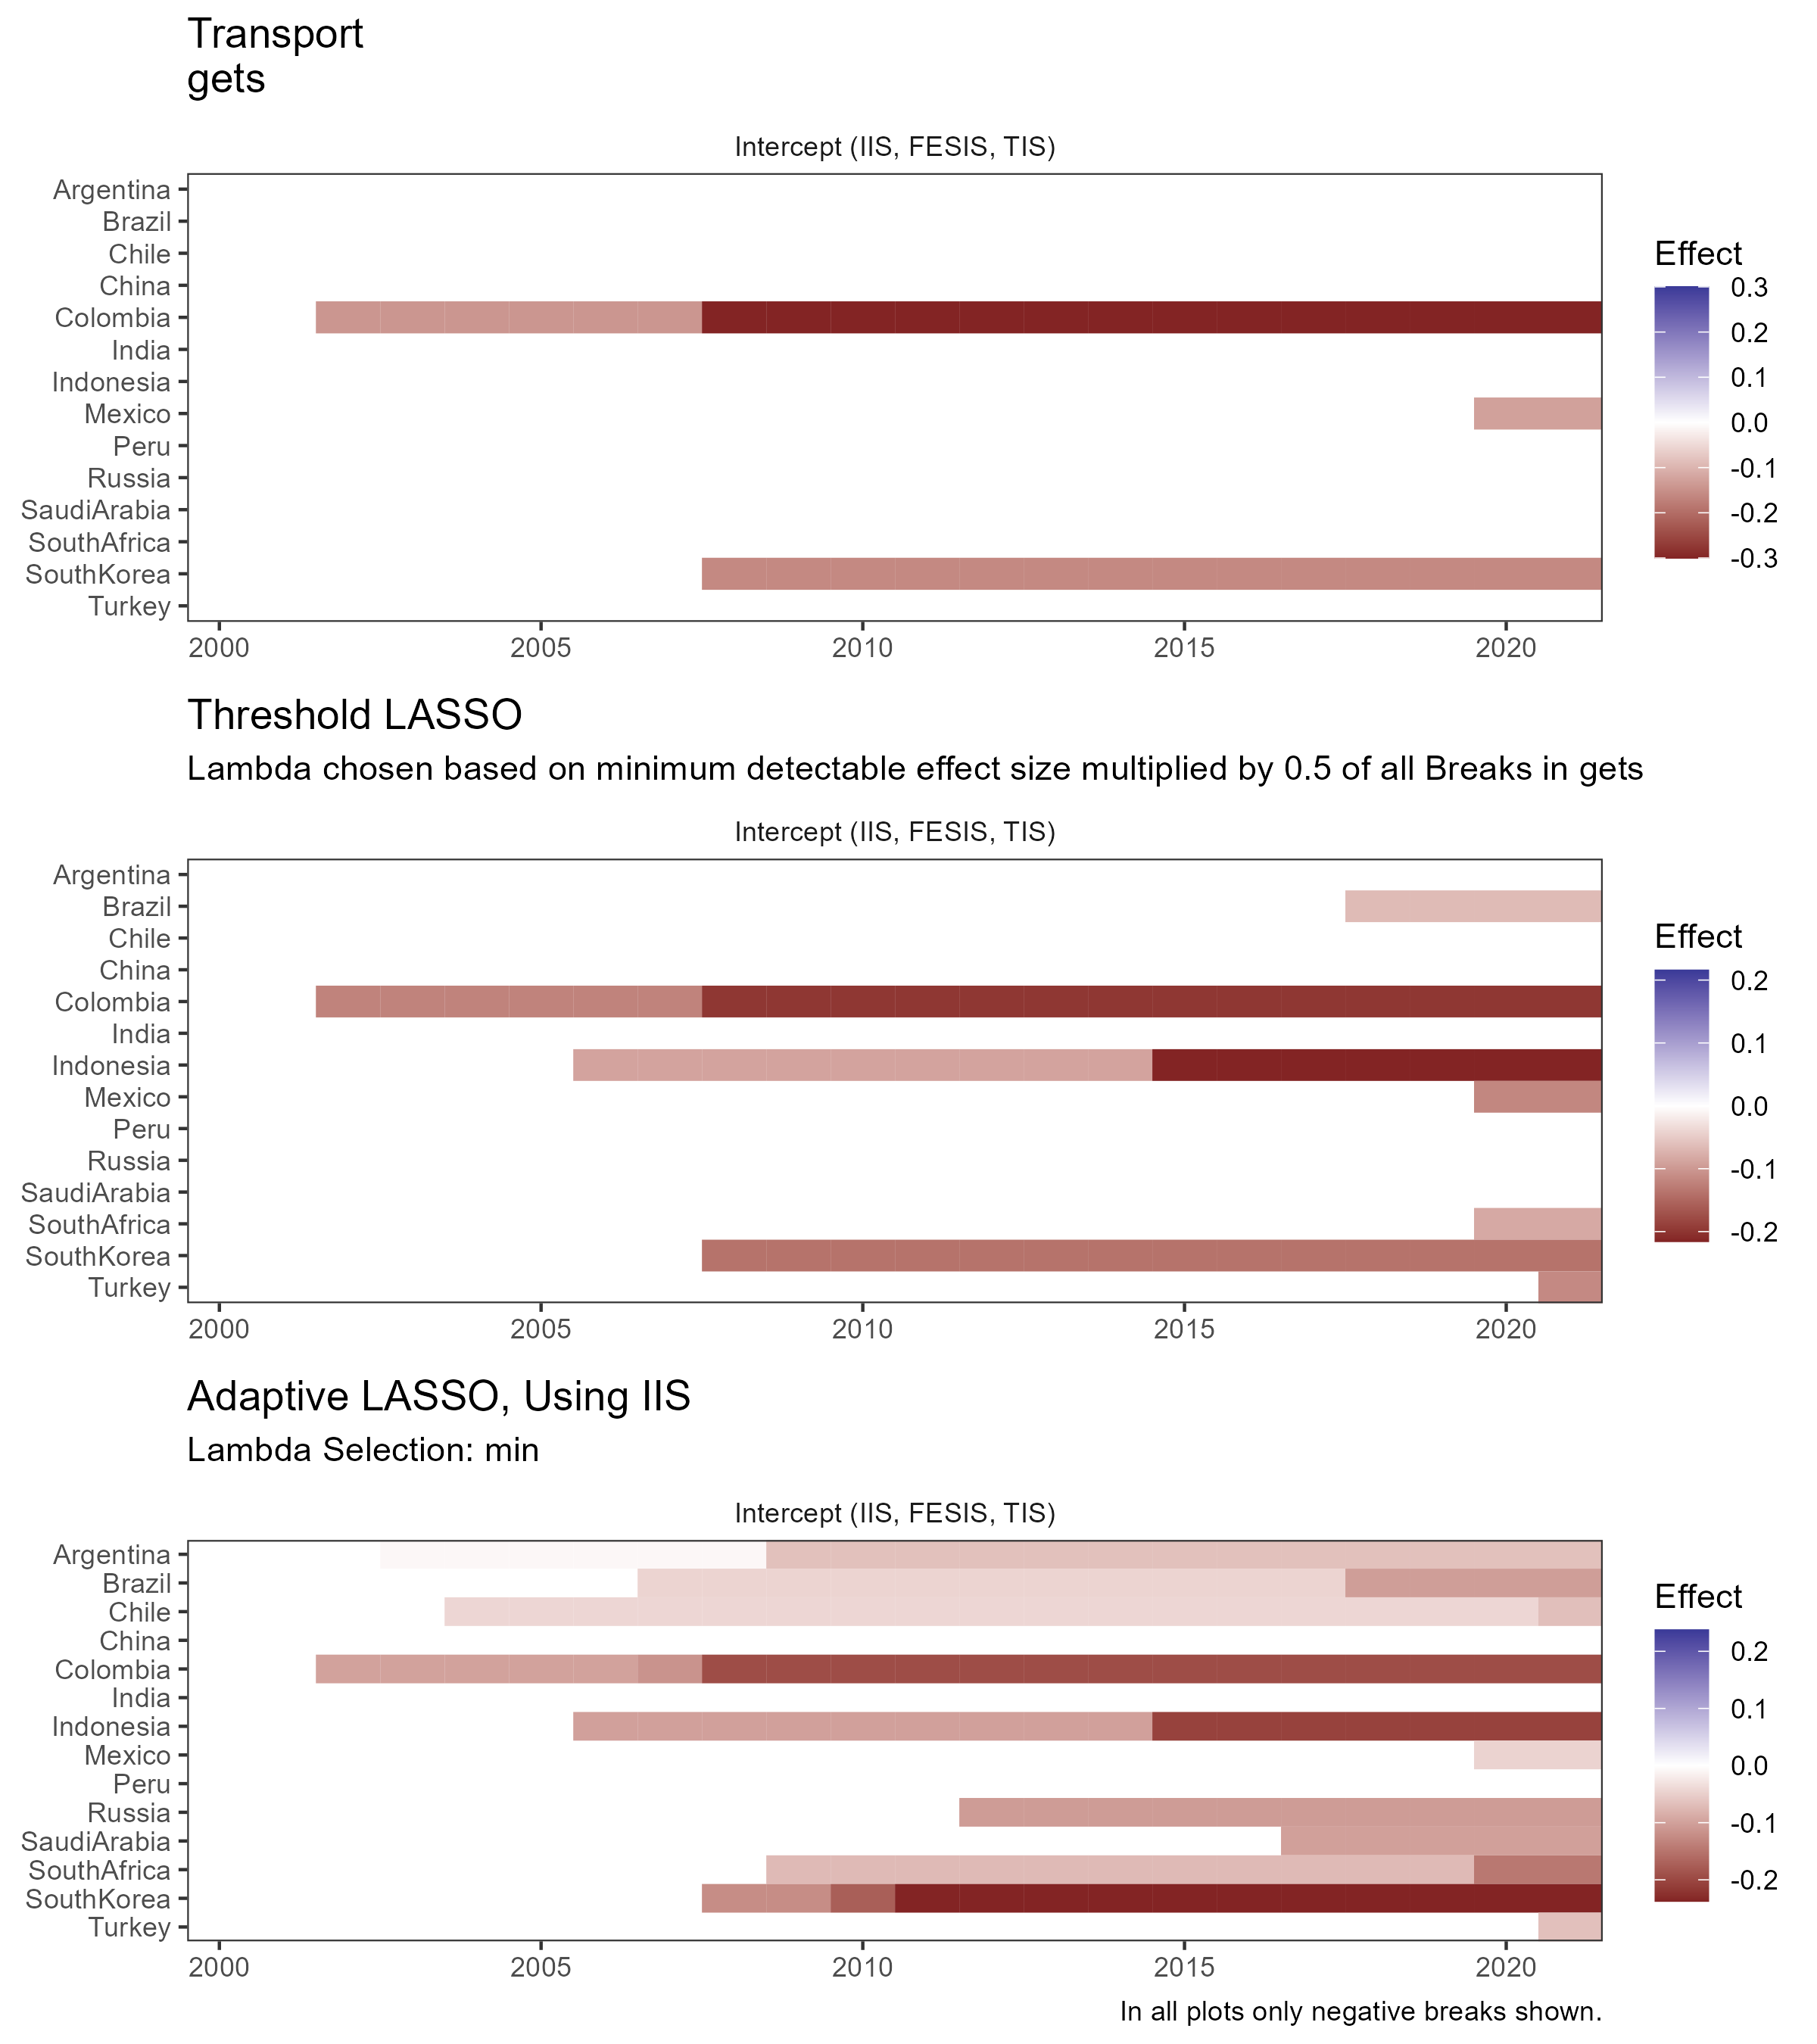 Transport
gets
Intercept (IIS, FESIS, TIS)
Argentina
Brazil
Chile
China
Colombia
India
Indonesia
Mexico
Peru
Russia
SaudiArabia
SouthAfrica
SouthKorea
Turkey
2000 2005 2010 2015 2020
Effect
0.3
0.2
0.1
0.0
-0.1
-0.2
-0.3
Threshold LASSO
Lambda chosen based on minimum detectable effect size multiplied by 0.5 of all Breaks in gets
Intercept (IIS, FESIS, TIS)
Argentina
Brazil
Chile
China
Colombia
India
Indonesia
Mexico
Peru
Russia
SaudiArabia
SouthAfrica
SouthKorea
Turkey
2000 2005 2010 2015 2020
Effect
0.2
0.1
0.0
-0.1
-0.2
Adaptive LASSO, Using IIS
Lambda Selection: min
Intercept (IIS, FESIS, TIS)
Argentina
Brazil
Chile
China
Colombia
India
Indonesia
Mexico
Peru
Russia
SaudiArabia
SouthAfrica
SouthKorea
Turkey
2000 2005 2010 2015 2020
Effect
0.2
0.1
0.0
-0.1
-0.2
In all plots only negative breaks shown.